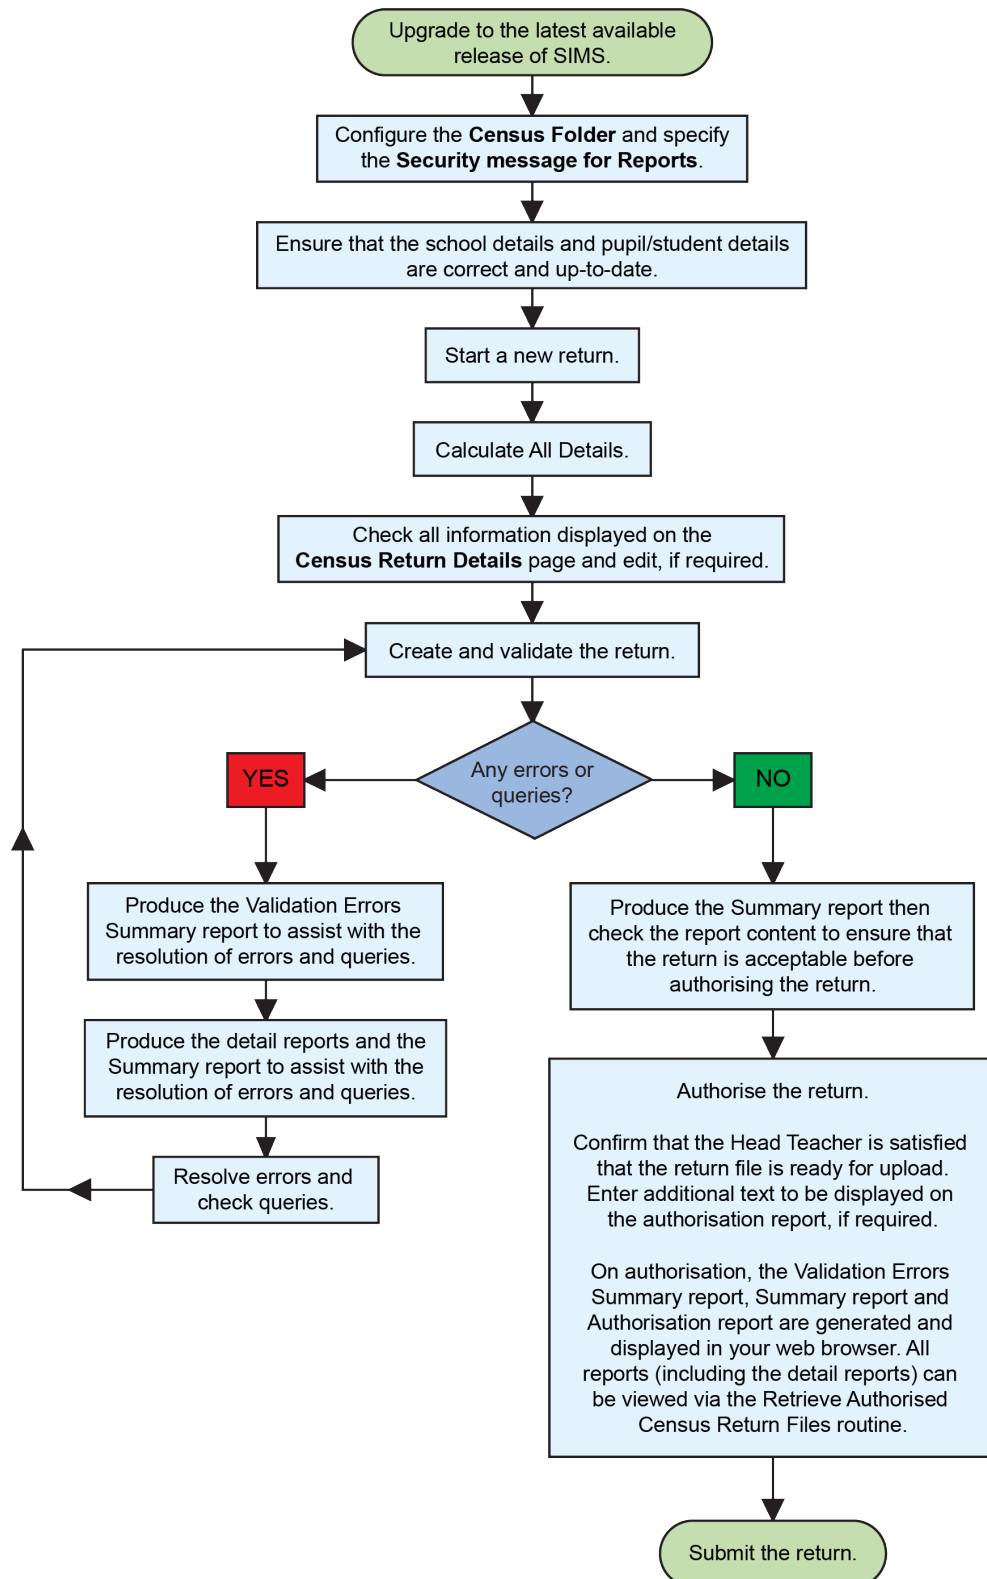 Upgrade to the latest available
release of SIMS.
Configure the Census Folder and specify
the Security message for Reports.
Ensure that the school details and pupil/student details
are correct and up-to-date.
Start a new return.
Calculate All Details.
Check all information displayed on the
Census Return Details page and edit, if required.
Create and validate the return.
Any errors or
queries?
YES
NO
Produce the Validation Errors
Summary report to assist with the
resolution of errors and queries.
Produce the detail reports and the
Summary report to assist with the
resolution of errors and queries.
Resolve errors and
check queries.
Produce the Summary report then
check the report content to ensure that
the return is acceptable before
authorising the return.
Authorise the return.
Confirm that the Head Teacher is satisfied
that the return file is ready for upload.
Enter additional text to be displayed on
the authorisation report, if required.
On authorisation, the Validation Errors
Summary report, Summary report and
Authorisation report are generated and
displayed in your web browser. All
reports (including the detail reports) can
be viewed via the Retrieve Authorised
Census Return Files routine.
Submit the return.